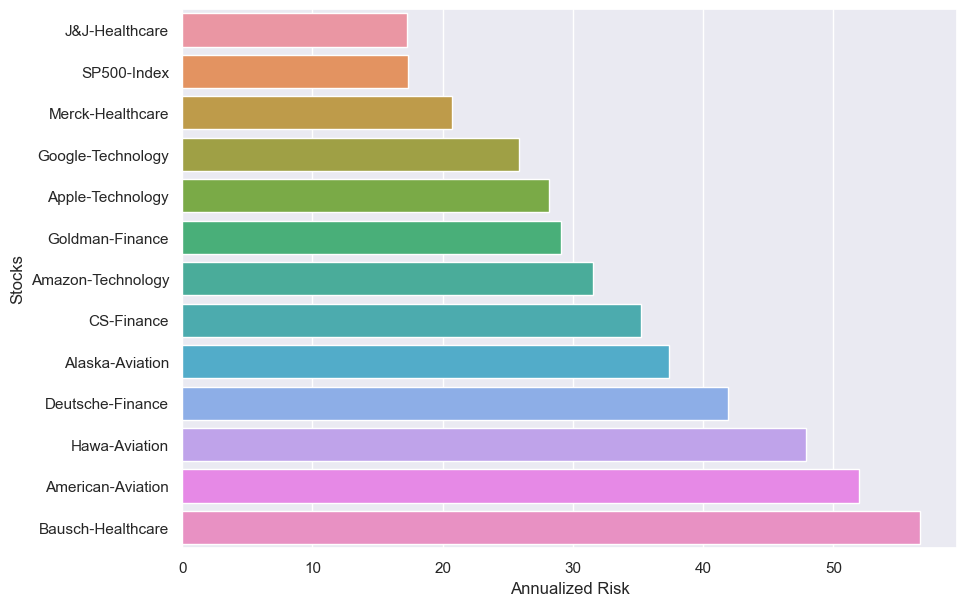 J&J-Healthcare
SP500-Index
Merck-Healthcare
Google-Technology
Apple-Technology
Goldman-Finance
Amazon-Technology
CS-Finance
Alaska-Aviation
Deutsche-Finance
Hawa-Aviation
American-Aviation
Bausch-Healthcare
Stocks
0 10 20 30 40 50
Annualized Risk